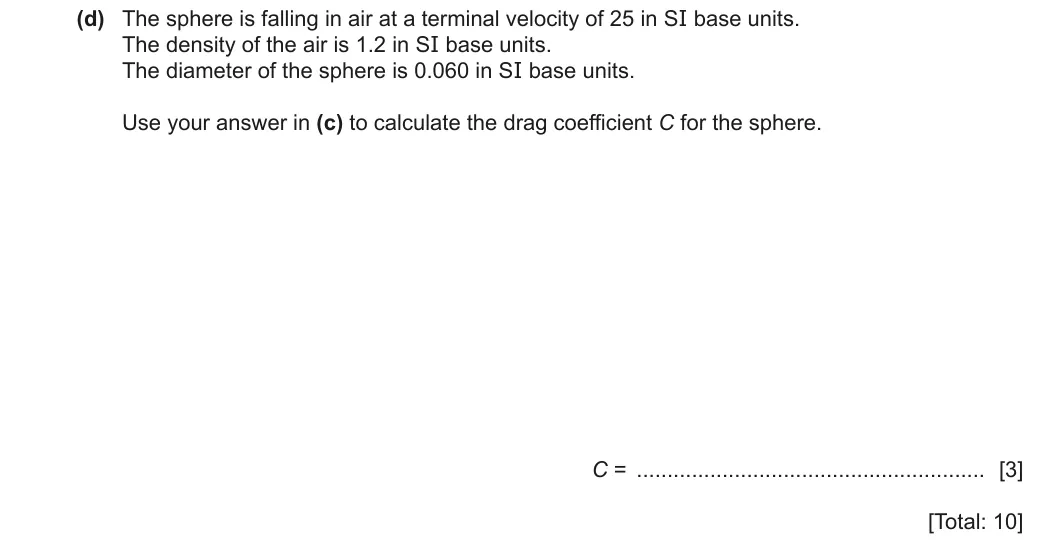 (d) The sphere is falling in air at a terminal velocity of 25 in SI base units.
The density of the air is 1.2 in SI base units.
The diameter of the sphere is 0.060 in SI base units.
Use your answer in (c) to calculate the drag coefficient C for the sphere.
C = ......................................................... [3]
[Total: 10]